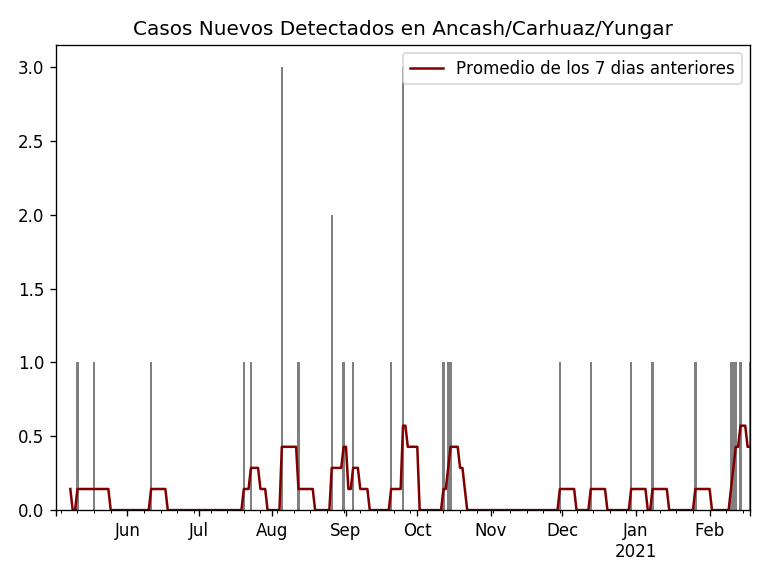 Casos Nuevos Detectados en Ancash/Carhuaz/Yungar
Promedio de los 7 dias anteriores
3.0
2.5
2.0
1.5
1.0
0.5
0.0
Jun Jul Aug Sep Oct Nov Dec Jan Feb
2021